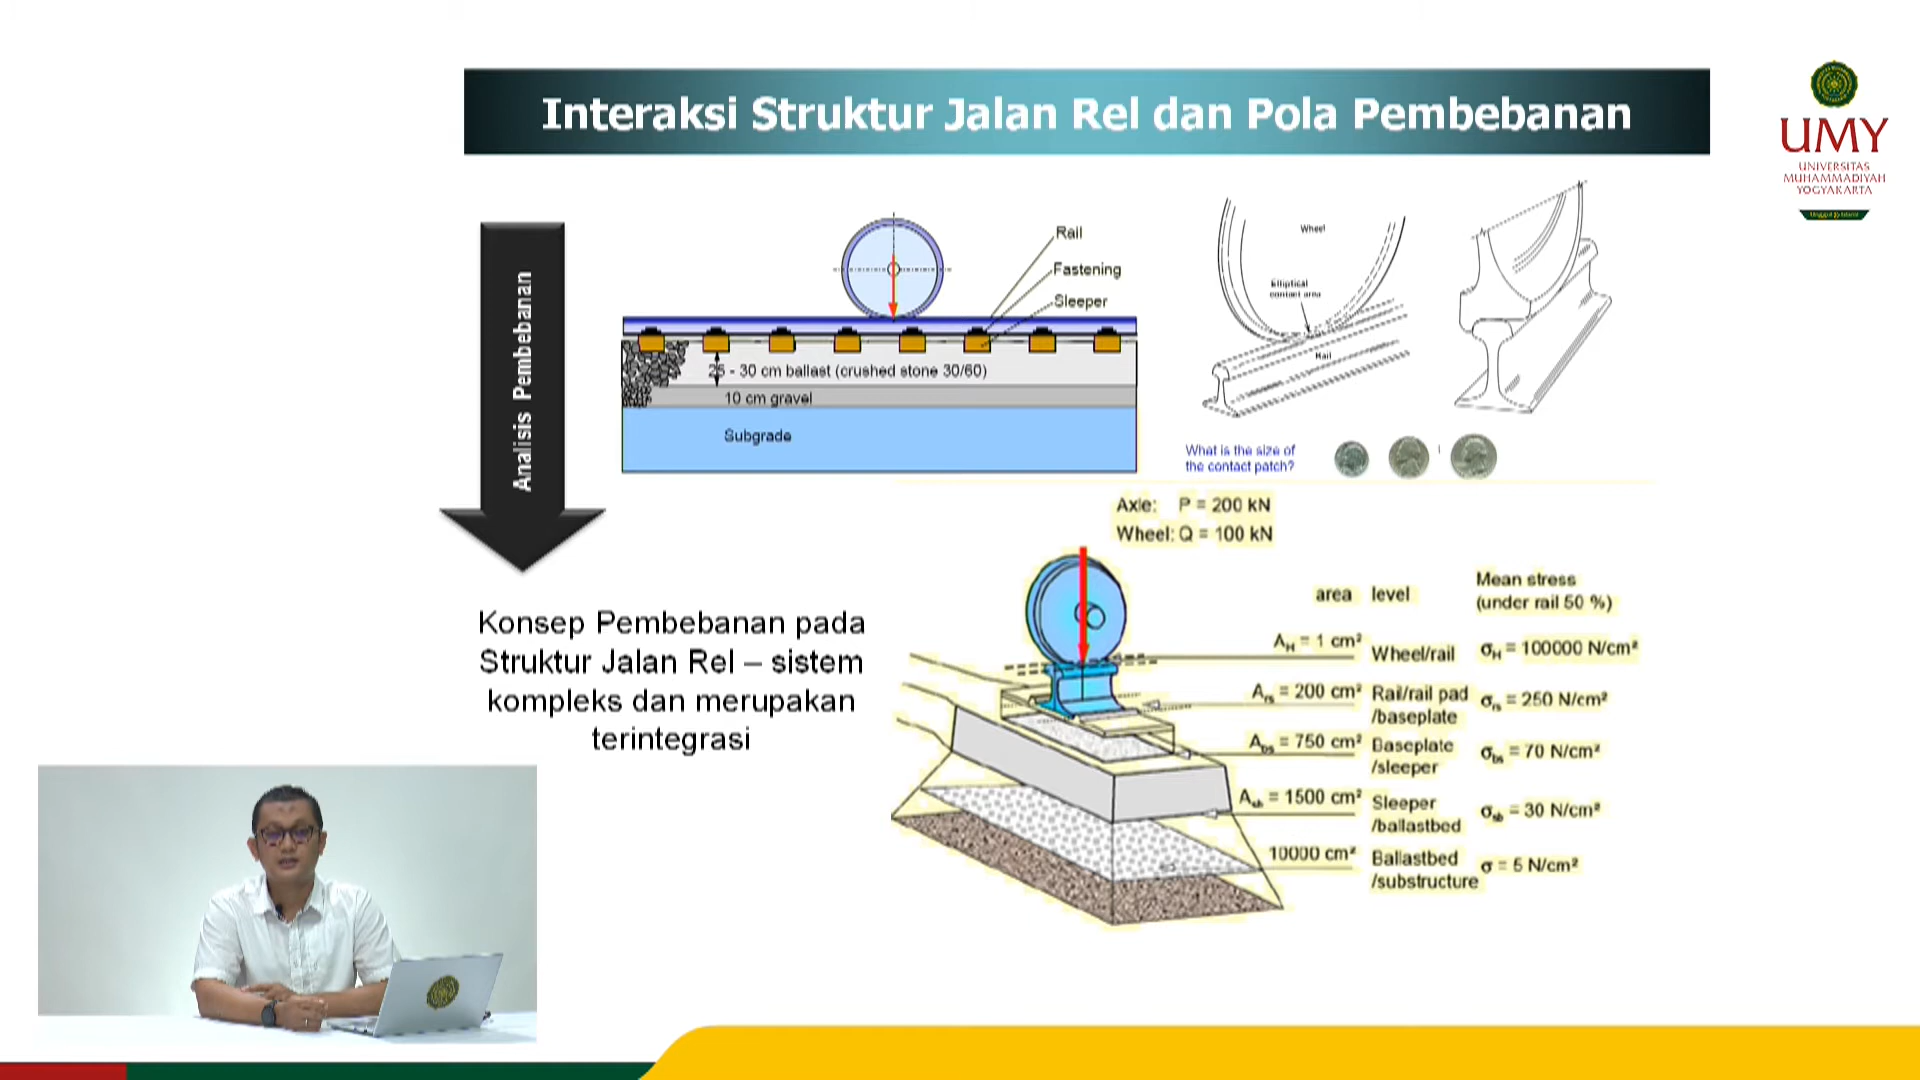 Interaksi Struktur Jalan Rel dan Pola Pembebanan
UMY
UNIVERSITAS
MUHAMMADIYAH
YOGYAKARTA
Analisis Pembebanan
Rail
Fastening
Sleeper
25 - 30 cm ballast (crushed stone 30/60)
10 cm gravel
Subgrade
Wheel
Elliptical
contact area
Rail
What is the size of
the contact patch?
Axle: P = 200 kN
Wheel: Q = 100 kN
area level Mean stress
(under rail 50 %)
A_H = 1 cm² Wheel/rail σ_H = 100000 N/cm²
A_rs = 200 cm² Rail/rail pad
/baseplate σ_rs = 250 N/cm²
A_bs = 750 cm² Baseplate
/sleeper σ_bs = 70 N/cm²
A_sb = 1500 cm² Sleeper
/ballastbed σ_sb = 30 N/cm²
10000 cm² Ballastbed
/substructure σ = 5 N/cm²
Konsep Pembebanan pada
Struktur Jalan Rel – sistem
kompleks dan merupakan
terintegrasi